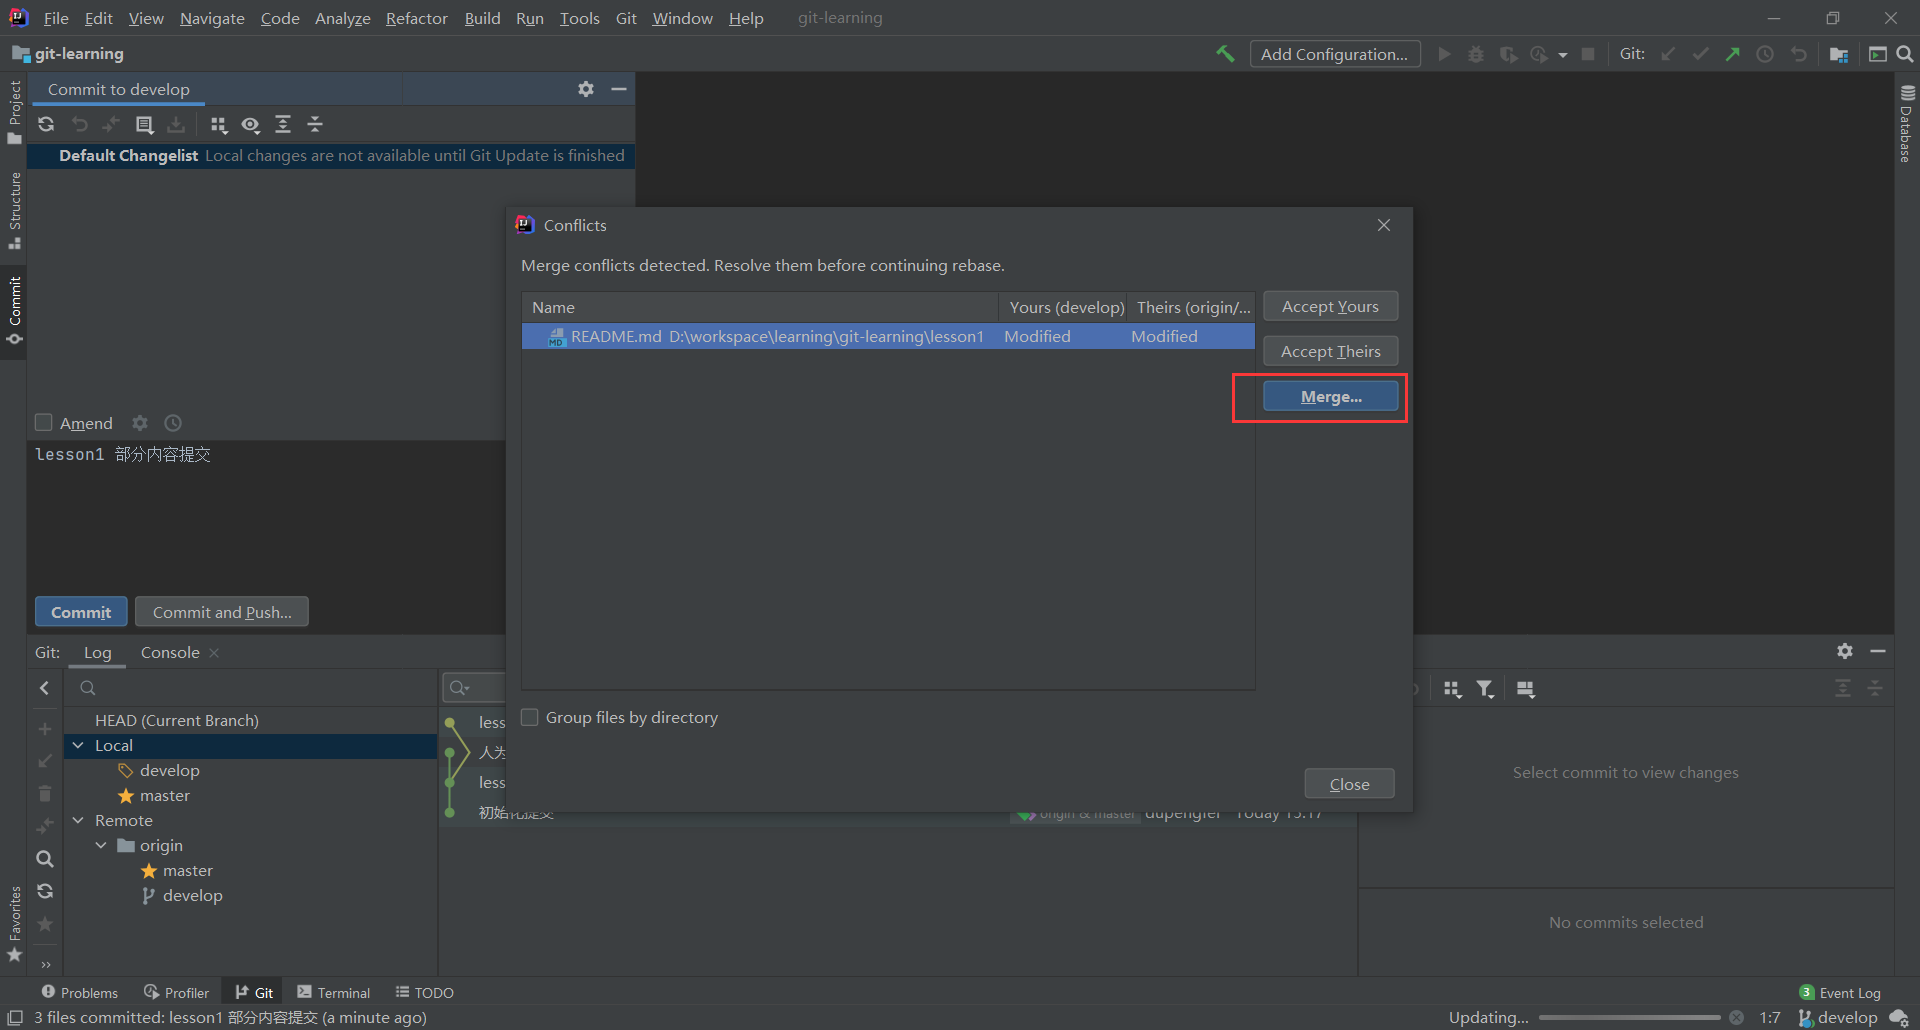 File Edit View Navigate Code Analyze Refactor Build Run Tools Git Window Help git-learning
git-learning
Add Configuration...
Git:
Project
Structure
Commit
Favorites
Database
Commit to develop
Default Changelist Local changes are not available until Git Update is finished
Amend
lesson1 部分内容提交
Commit
Commit and Push...
Conflicts
Merge conflicts detected. Resolve them before continuing rebase.
Name Yours (develop) Theirs (origin/...
README.md D:\workspace\learning\git-learning\lesson1 Modified Modified
Accept Yours
Accept Theirs
Merge...
Group files by directory
Close
Git: Log Console
HEAD (Current Branch)
Local
develop
master
Remote
origin
master
develop
less
人为
less
初始化提交 origin & master dupengfei Today 15:17
Select commit to view changes
No commits selected
Problems Profiler Git Terminal TODO
3 Event Log
3 files committed: lesson1 部分内容提交 (a minute ago)
Updating... 1:7 develop